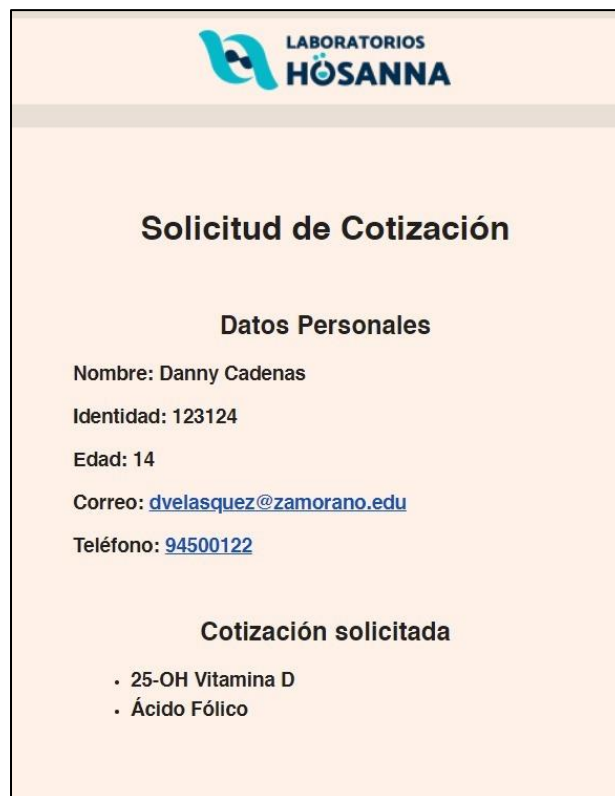 LABORATORIOS
HÖSANNA
Solicitud de Cotización
Datos Personales
Nombre: Danny Cadenas
Identidad: 123124
Edad: 14
Correo: dvelasquez@zamorano.edu
Teléfono: 94500122
Cotización solicitada
• 25-OH Vitamina D
• Ácido Fólico